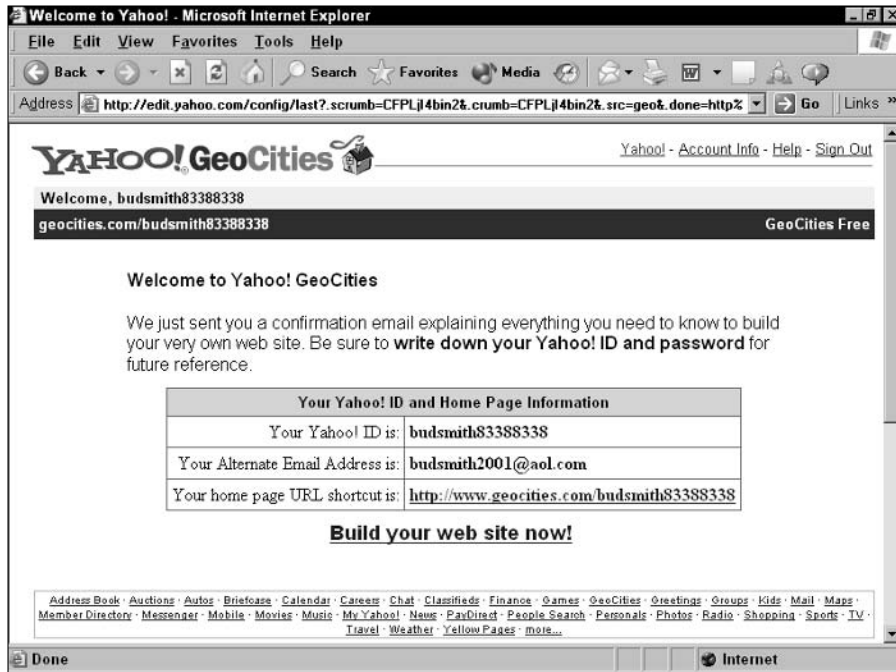 Welcome to Yahoo! - Microsoft Internet Explorer
File Edit View Favorites Tools Help
Back Search Favorites Media
Address http://edit.yahoo.com/config/last?.scrumb=CFPLjl4bin2&.crumb=CFPLjl4bin2&.src=geo&.done=http% Go Links »
YAHOO! GeoCities
Yahoo! - Account Info - Help - Sign Out
Welcome, budsmith83388338
geocities.com/budsmith83388338 GeoCities Free
Welcome to Yahoo! GeoCities
We just sent you a confirmation email explaining everything you need to know to build
your very own web site. Be sure to write down your Yahoo! ID and password for
future reference.
Your Yahoo! ID and Home Page Information
Your Yahoo! ID is: budsmith83388338
Your Alternate Email Address is: budsmith2001@aol.com
Your home page URL shortcut is: http://www.geocities.com/budsmith83388338
Build your web site now!
Address Book · Auctions · Autos · Briefcase · Calendar · Careers · Chat · Classifieds · Finance · Games · GeoCities · Greetings · Groups · Kids · Mail · Maps ·
Member Directory · Messenger · Mobile · Movies · Music · My Yahoo! · News · PayDirect · People Search · Personals · Photos · Radio · Shopping · Sports · TV ·
Travel · Weather · Yellow Pages · more...
Done Internet